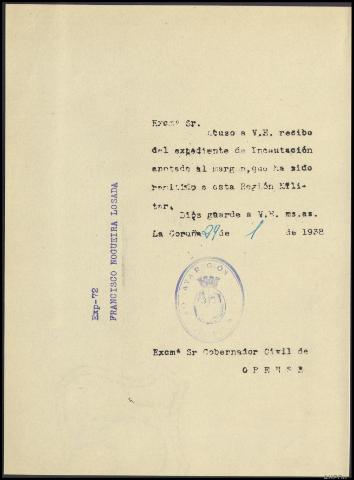 Excmº Sr.
Acuso a V.E. recibo
del expediente de Incautación
anotado al margen, que ha sido
remitido a esta Región Mili-
tar.
Dios guarde a V.E. ms.as.
La Coruña 29 de 1 de 1938
Excmº Sr Gobernador Civil de
ORENSE
Exp-72
FRANCISCO NOGUEIRA LOSADA